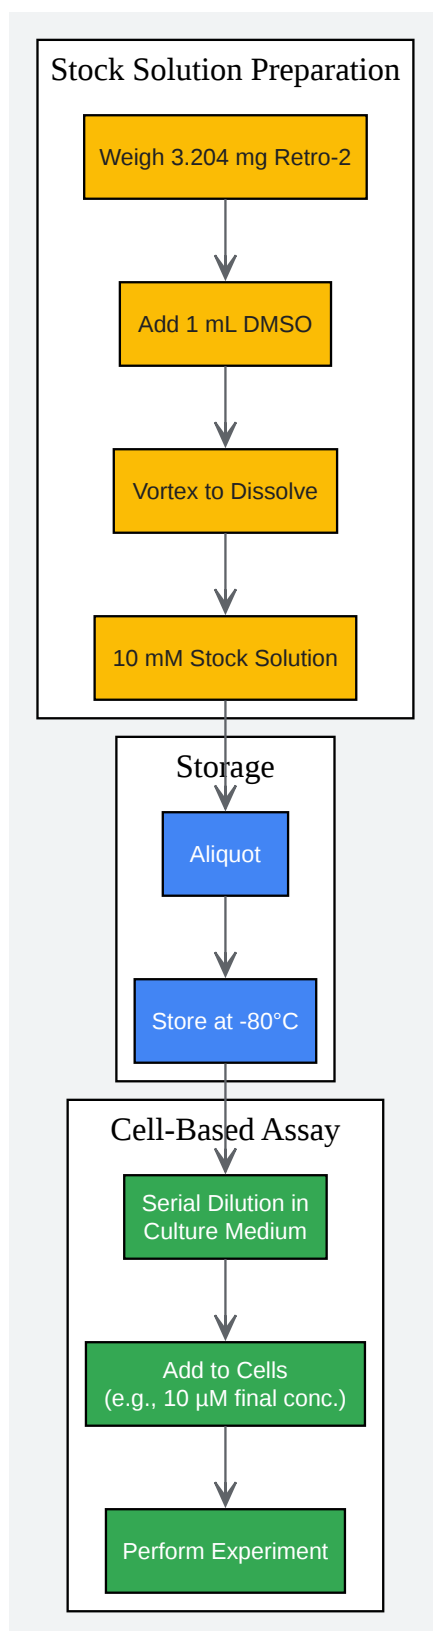 Stock Solution Preparation
Weigh 3.204 mg Retro-2
Add 1 mL DMSO
Vortex to Dissolve
10 mM Stock Solution
Storage
Aliquot
Store at -80°C
Cell-Based Assay
Serial Dilution in
Culture Medium
Add to Cells
(e.g., 10 µM final conc.)
Perform Experiment